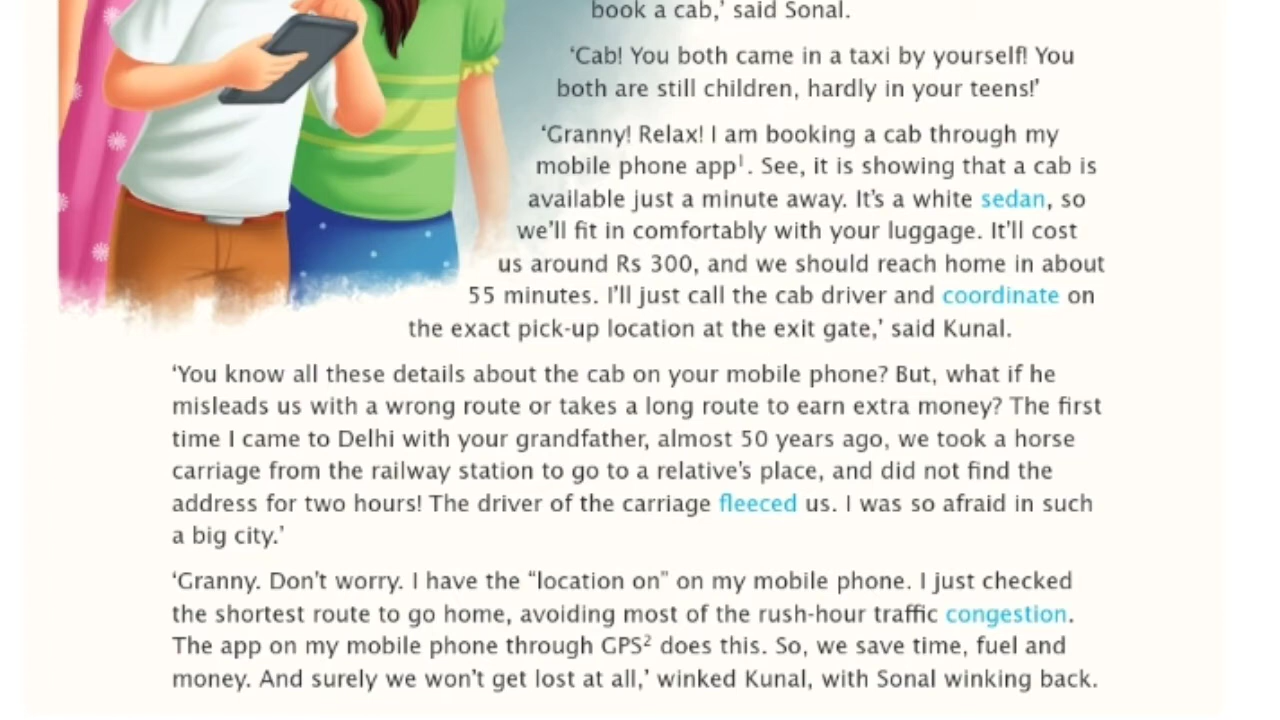 book a cab,’ said Sonal.
‘Cab! You both came in a taxi by yourself! You
both are still children, hardly in your teens!’
‘Granny! Relax! I am booking a cab through my
mobile phone app¹. See, it is showing that a cab is
available just a minute away. It’s a white sedan, so
we’ll fit in comfortably with your luggage. It’ll cost
us around Rs 300, and we should reach home in about
55 minutes. I’ll just call the cab driver and coordinate on
the exact pick-up location at the exit gate,’ said Kunal.
‘You know all these details about the cab on your mobile phone? But, what if he
misleads us with a wrong route or takes a long route to earn extra money? The first
time I came to Delhi with your grandfather, almost 50 years ago, we took a horse
carriage from the railway station to go to a relative’s place, and did not find the
address for two hours! The driver of the carriage fleeced us. I was so afraid in such
a big city.’
‘Granny. Don’t worry. I have the “location on” on my mobile phone. I just checked
the shortest route to go home, avoiding most of the rush-hour traffic congestion.
The app on my mobile phone through GPS² does this. So, we save time, fuel and
money. And surely we won’t get lost at all,’ winked Kunal, with Sonal winking back.